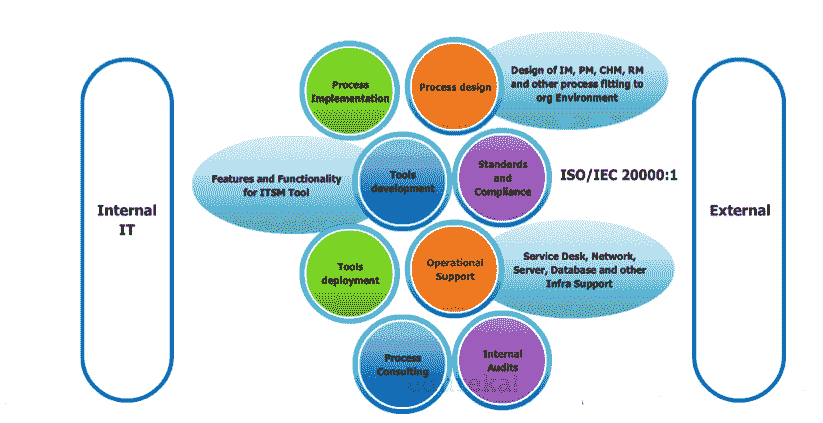 Process
Implementation
Process design
Design of IM, PM, CHM, RM
and other process fitting to
org Environment
Features and Functionality
for ITSM Tool
Tools
development
Standards
and
Compliance
ISO/IEC 20000:1
Internal
IT
External
Tools
deployment
Operational
Support
Service Desk, Network,
Server, Database and other
Infra Support
Process
Consulting
Internal
Audits